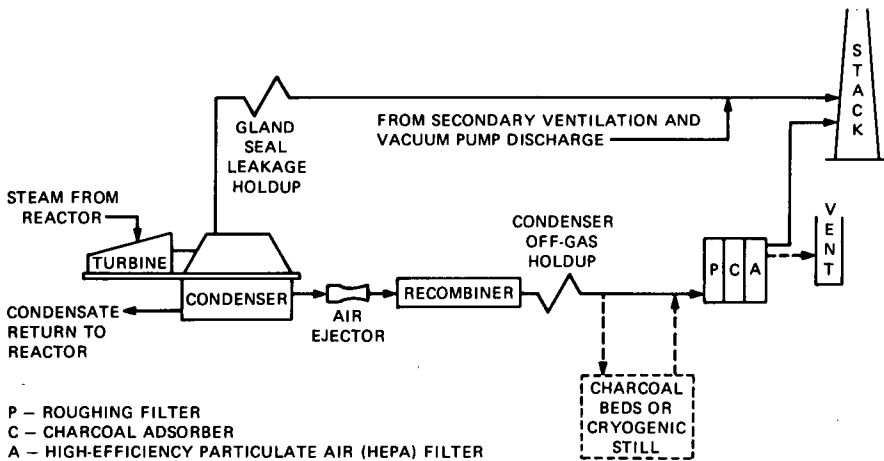 STACK
GLAND
SEAL
LEAKAGE
HOLDUP
FROM SECONDARY VENTILATION AND
VACUUM PUMP DISCHARGE
STEAM FROM
REACTOR
TURBINE
CONDENSER
CONDENSATE
RETURN TO
REACTOR
AIR
EJECTOR
RECOMBINER
CONDENSER
OFF-GAS
HOLDUP
P C A
VENT
CHARCOAL
BEDS OR
CRYOGENIC
STILL
P – ROUGHING FILTER
C – CHARCOAL ADSORBER
A – HIGH-EFFICIENCY PARTICULATE AIR (HEPA) FILTER